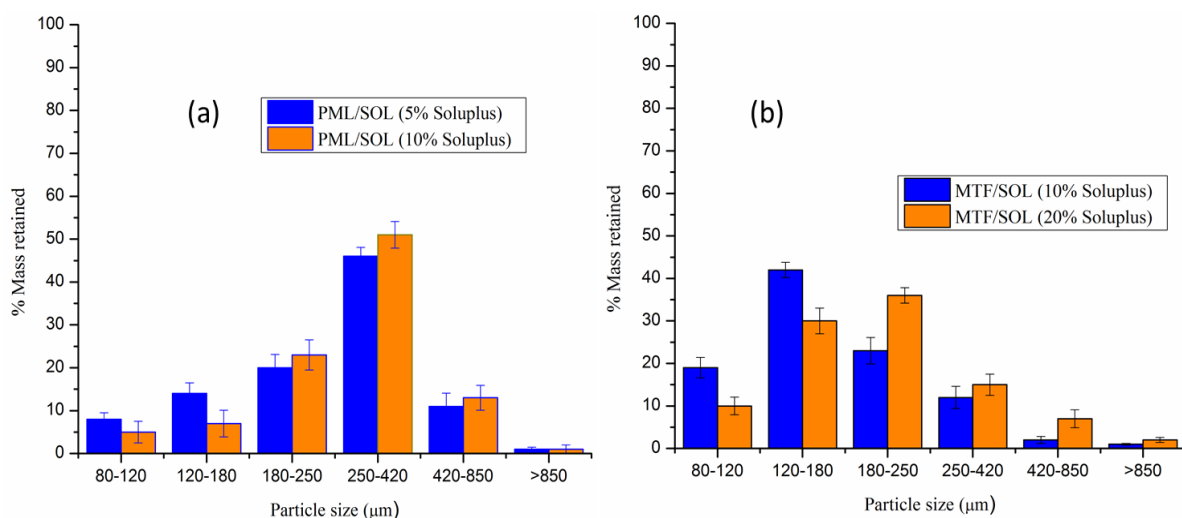 (a)
PML/SOL (5% Soluplus)
PML/SOL (10% Soluplus)
% Mass retained
100
90
80
70
60
50
40
30
20
10
0
80-120 120-180 180-250 250-420 420-850 >850
Particle size (μm)
(b)
MTF/SOL (10% Soluplus)
MTF/SOL (20% Soluplus)
% Mass retained
100
90
80
70
60
50
40
30
20
10
0
80-120 120-180 180-250 250-420 420-850 >850
Particle size (μm)